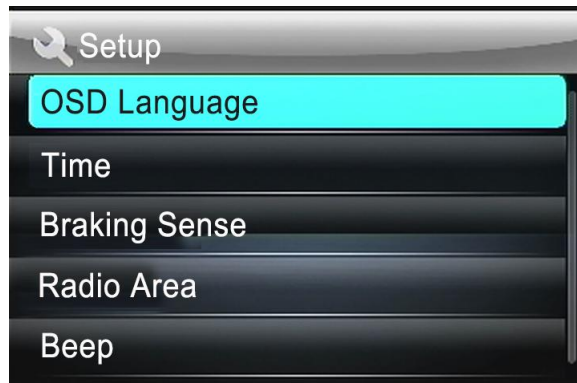 Setup
OSD Language
Time
Braking Sense
Radio Area
Beep